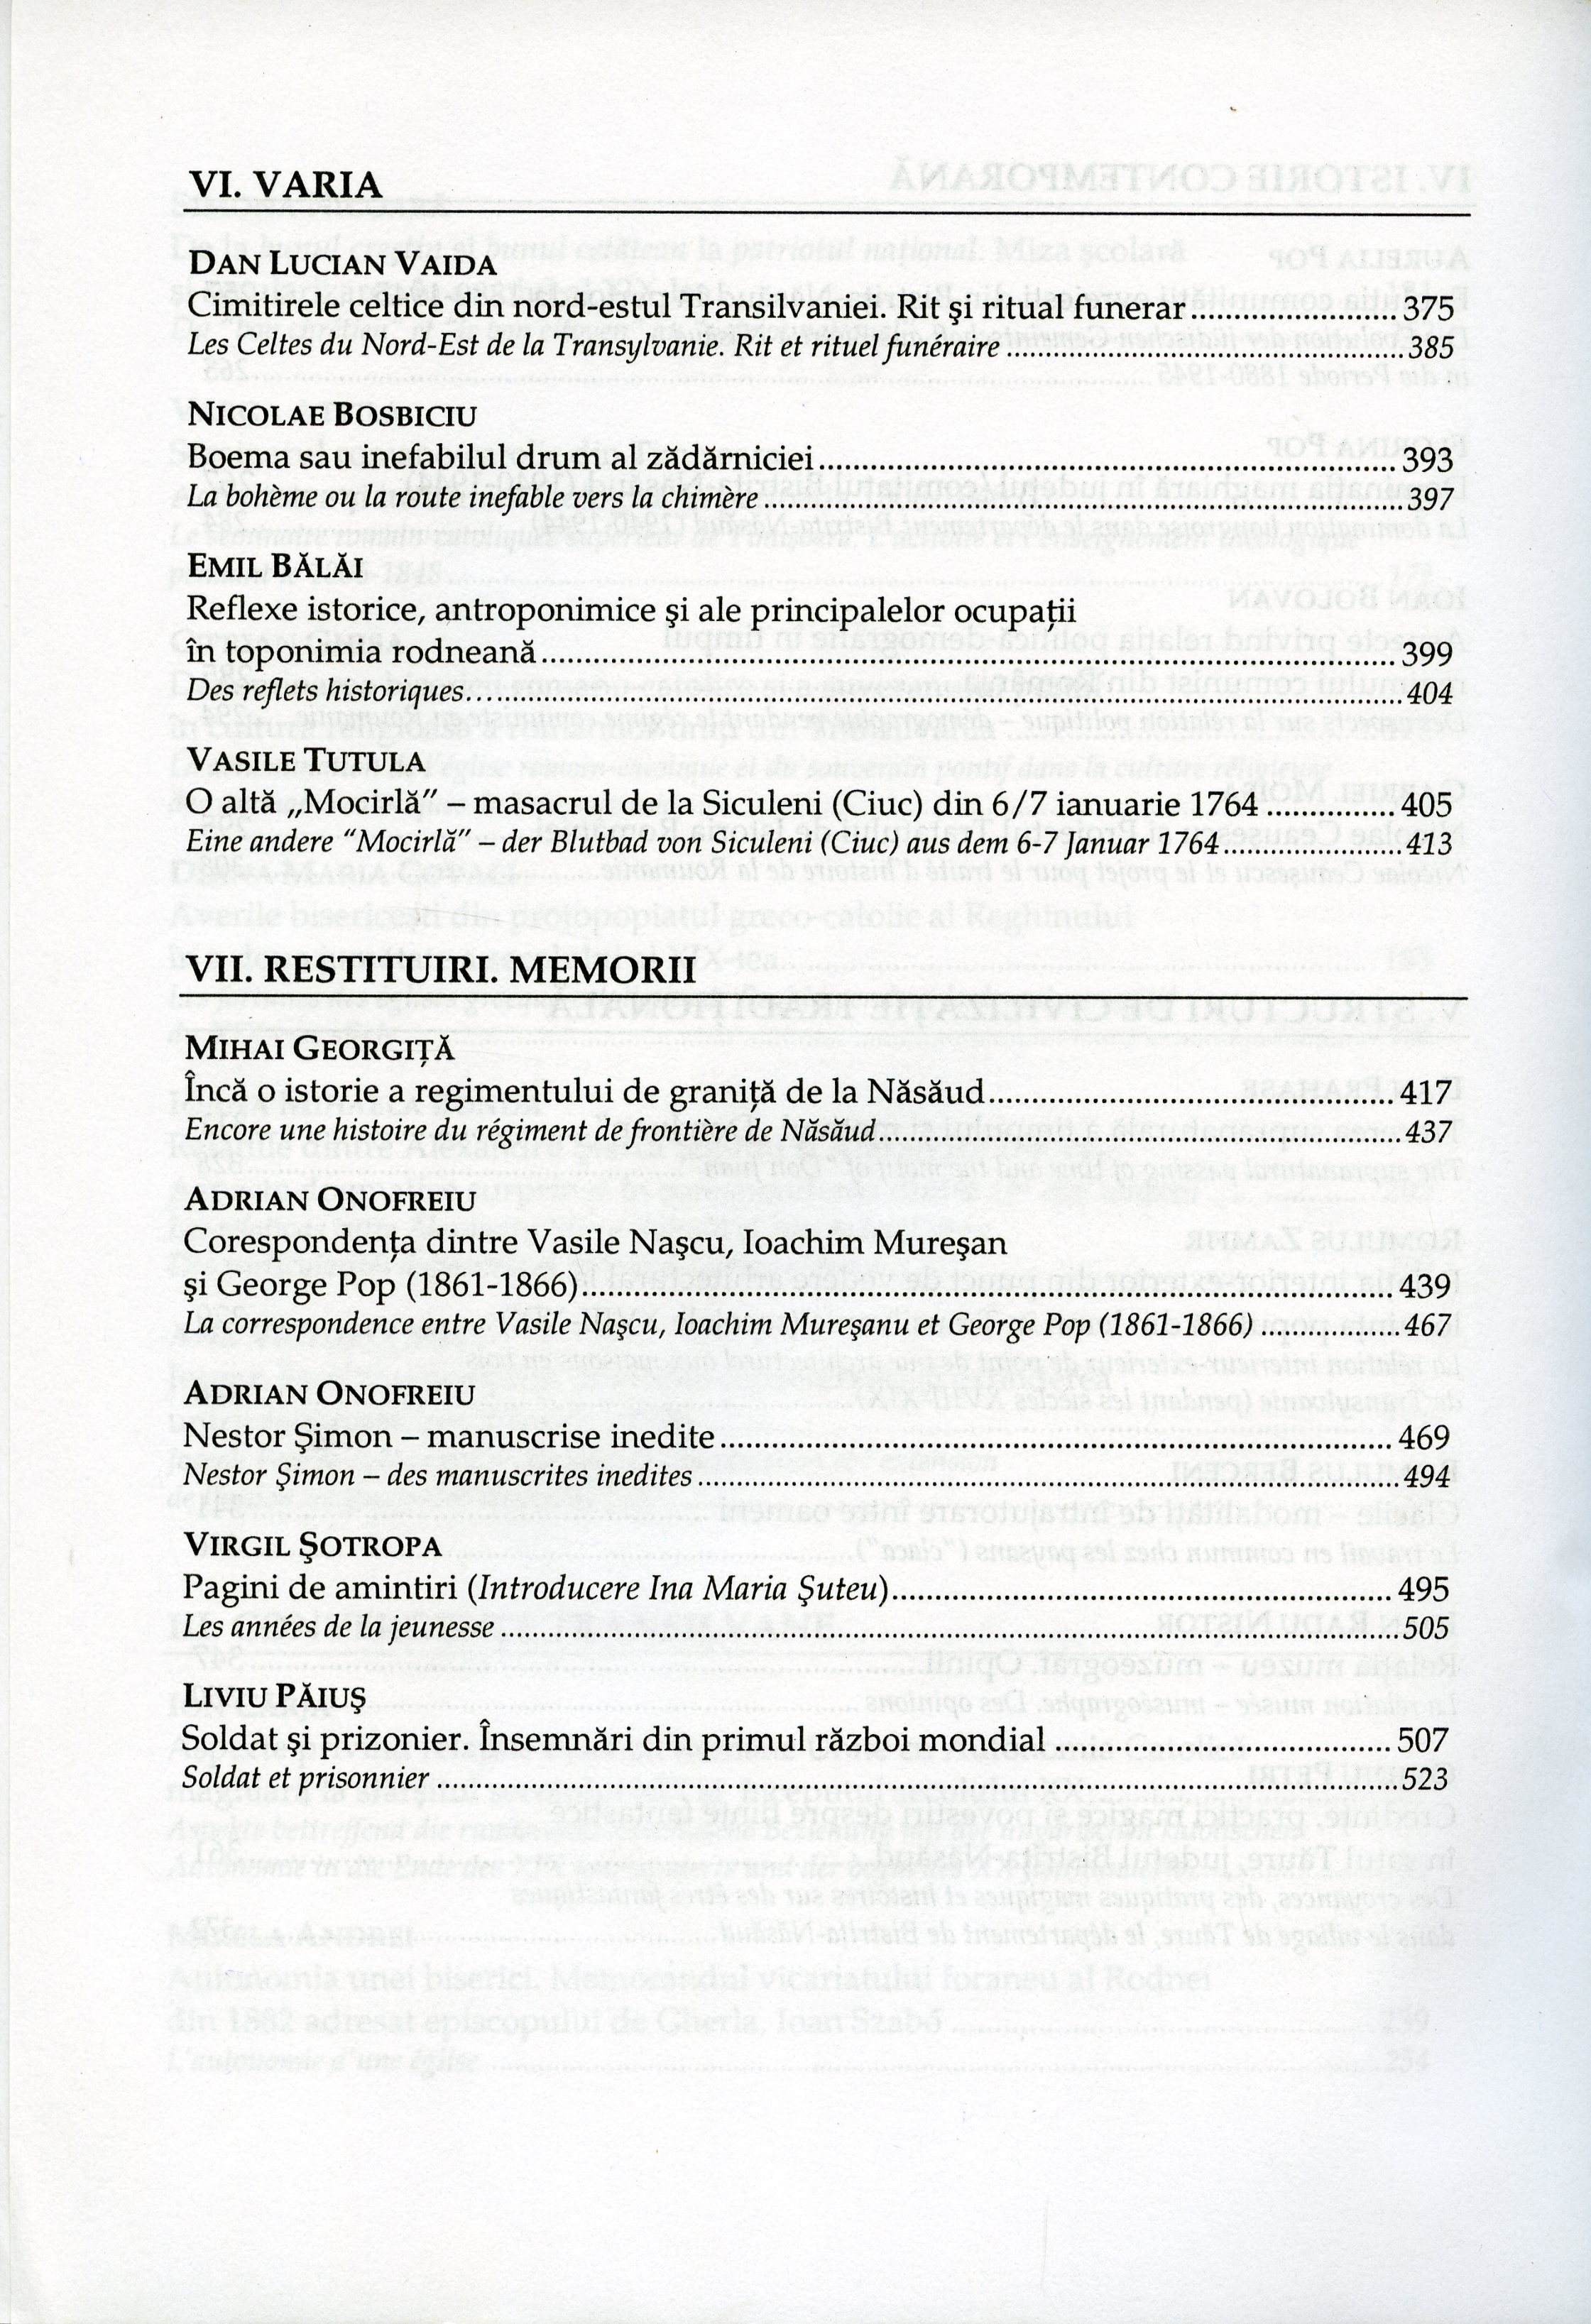 VI. VARIA
DAN LUCIAN VAIDA
Cimitirele celtice din nord-estul Transilvaniei. Rit şi ritual funerar ........................ 375
Les Celtes du Nord-Est de la Transylvanie. Rit et rituel funéraire ........................ 385
NICOLAE BOSBICIU
Boema sau inefabilul drum al zădărniciei ........................ 393
La bohème ou la route inefable vers la chimère ........................ 397
EMIL BĂLĂI
Reflexe istorice, antroponimice şi ale principalelor ocupaţii
în toponimia rodneană ........................ 399
Des reflets historiques ........................ 404
VASILE TUTULA
O altă „Mocirlă” – masacrul de la Siculeni (Ciuc) din 6/7 ianuarie 1764 ............... 405
Eine andere “Mocirlă” – der Blutbad von Siculeni (Ciuc) aus dem 6-7 Januar 1764 ............... 413
VII. RESTITUIRI. MEMORII
MIHAI GEORGIŢĂ
Încă o istorie a regimentului de graniţă de la Năsăud ........................ 417
Encore une histoire du régiment de frontière de Năsăud ........................ 437
ADRIAN ONOFREIU
Corespondenţa dintre Vasile Naşcu, Ioachim Mureşan
şi George Pop (1861-1866) ........................ 439
La correspondence entre Vasile Naşcu, Ioachim Mureşanu et George Pop (1861-1866) ............... 467
ADRIAN ONOFREIU
Nestor Şimon – manuscrise inedite ........................ 469
Nestor Şimon – des manuscrites inedites ........................ 494
VIRGIL ŞOTROPA
Pagini de amintiri (Introducere Ina Maria Şuteu) ........................ 495
Les années de la jeunesse ........................ 505
LIVIU PĂIUŞ
Soldat şi prizonier. Însemnări din primul război mondial ........................ 507
Soldat et prisonnier ........................ 523